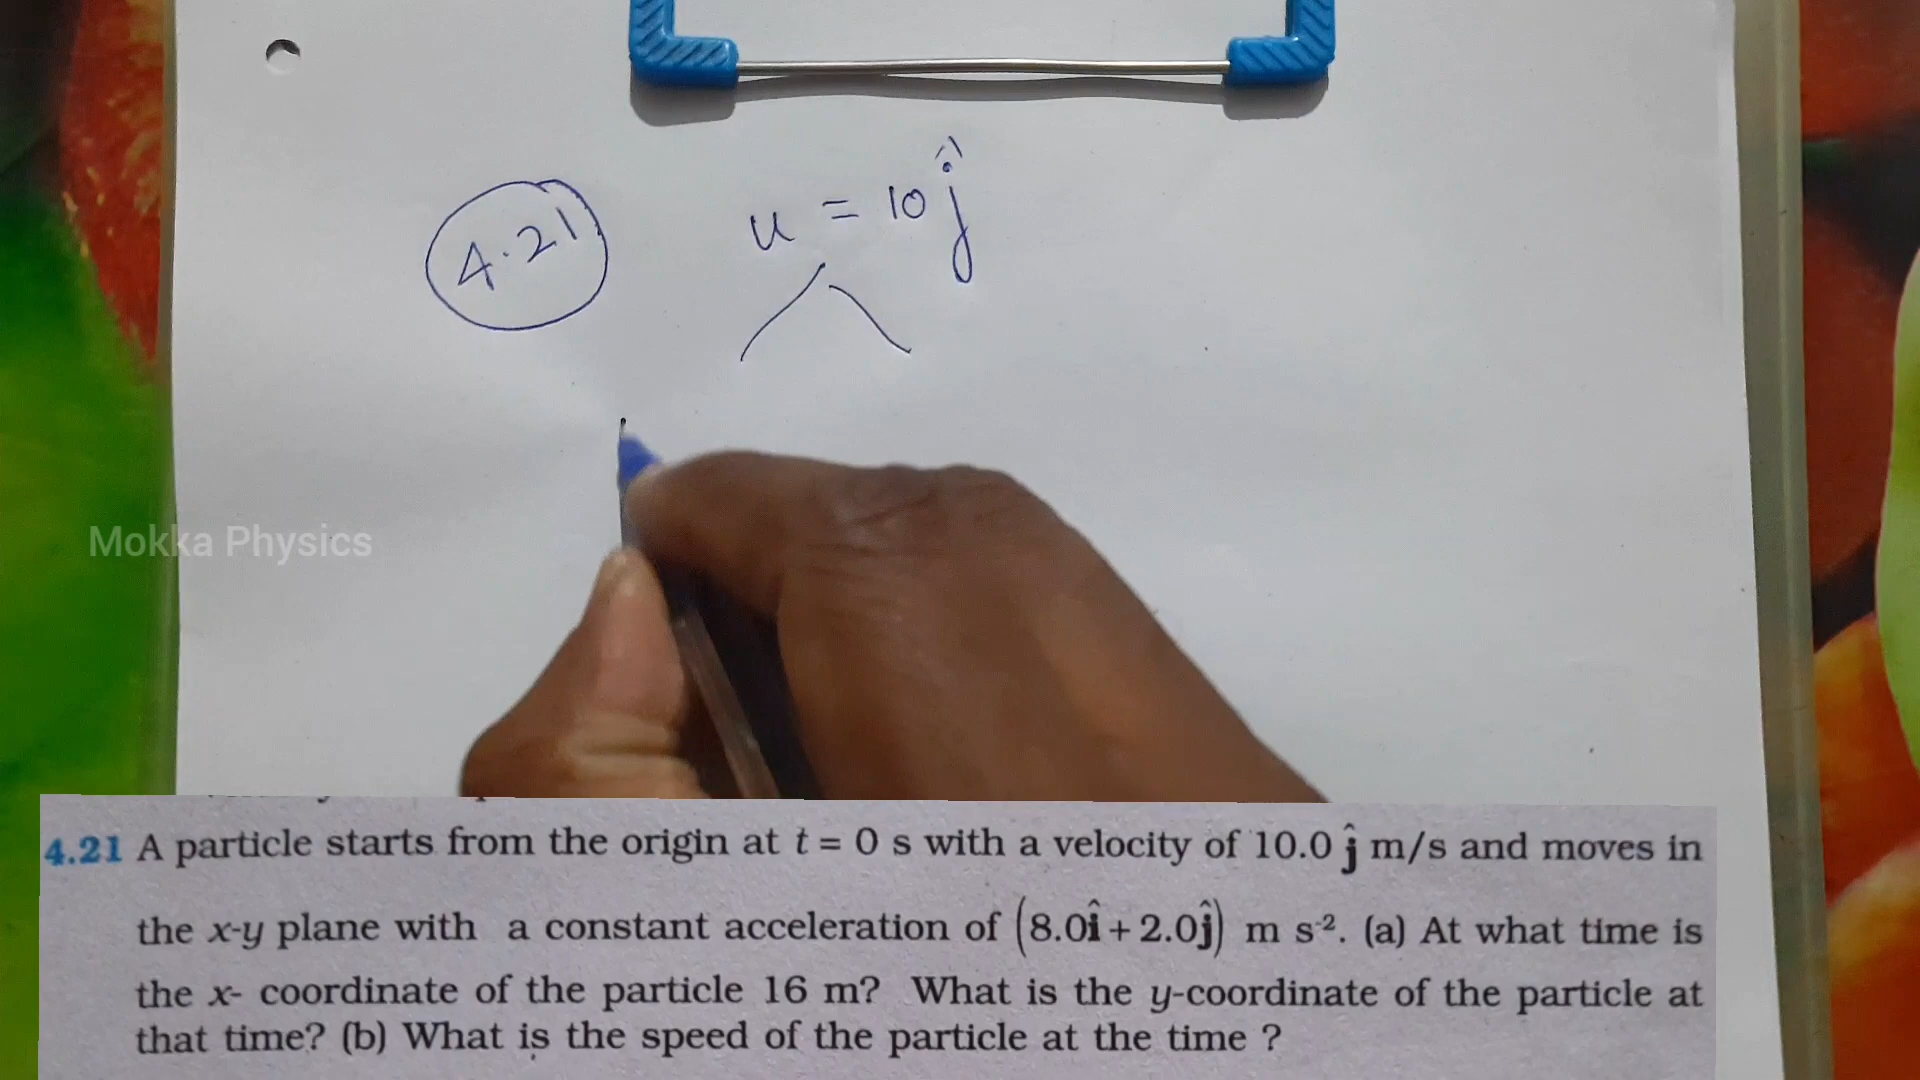 4.21
u = 10 ĵ
Mokka Physics
4.21 A particle starts from the origin at t = 0 s with a velocity of 10.0 ĵ m/s and moves in
the x-y plane with a constant acceleration of (8.0î + 2.0ĵ) m s⁻². (a) At what time is
the x- coordinate of the particle 16 m? What is the y-coordinate of the particle at
that time? (b) What is the speed of the particle at the time ?